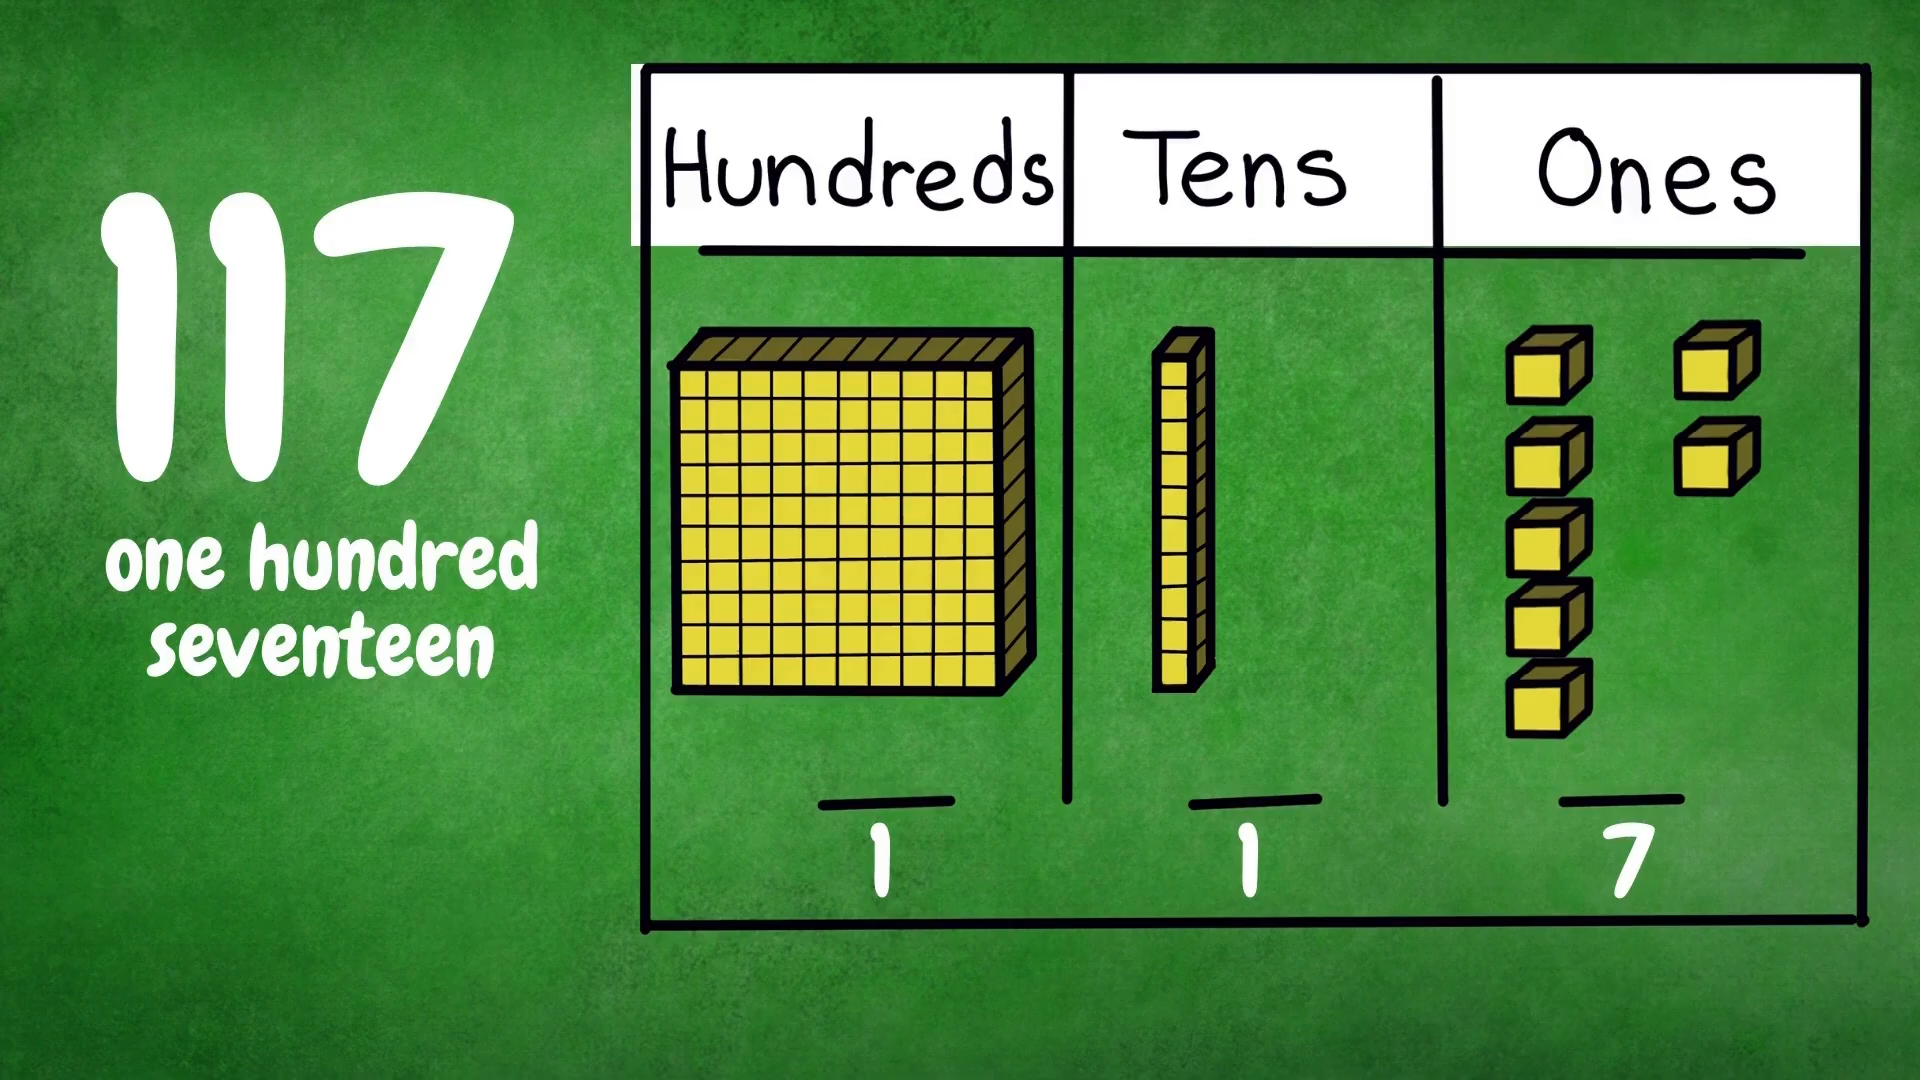 117
one hundred
seventeen
Hundreds Tens Ones
1 1 7